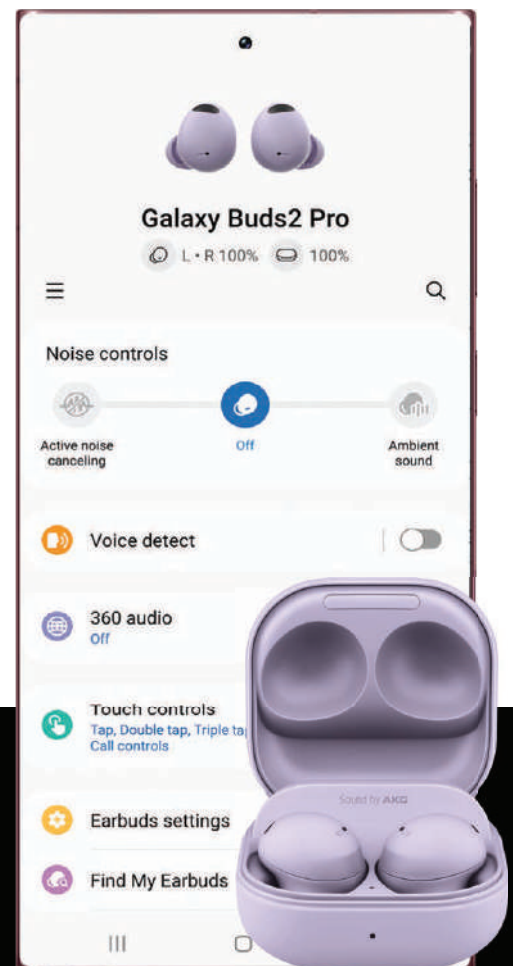 Galaxy Buds2 Pro
L • R 100% 100%
Noise controls
Active noise
canceling
Off
Ambient
sound
Voice detect
360 audio
Off
Touch controls
Tap, Double tap, Triple
Call controls
Sound by AKG
Earbuds settings
Find My Earbuds